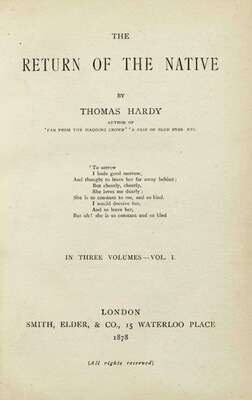 THE
RETURN OF THE NATIVE
BY
THOMAS HARDY
AUTHOR OF
'FAR FROM THE MADDING CROWD' 'A PAIR OF BLUE EYES' ETC.
'To sorrow
I bade good morrow,
And thought to leave her far away behind;
But cheerly, cheerly,
She loves me dearly;
She is so constant to me, and so kind.
I would deceive her,
And so leave her,
But ah! she is so constant and so kind
IN THREE VOLUMES—VOL. I.
LONDON
SMITH, ELDER, & CO., 15 WATERLOO PLACE
1878
(All rights reserved)